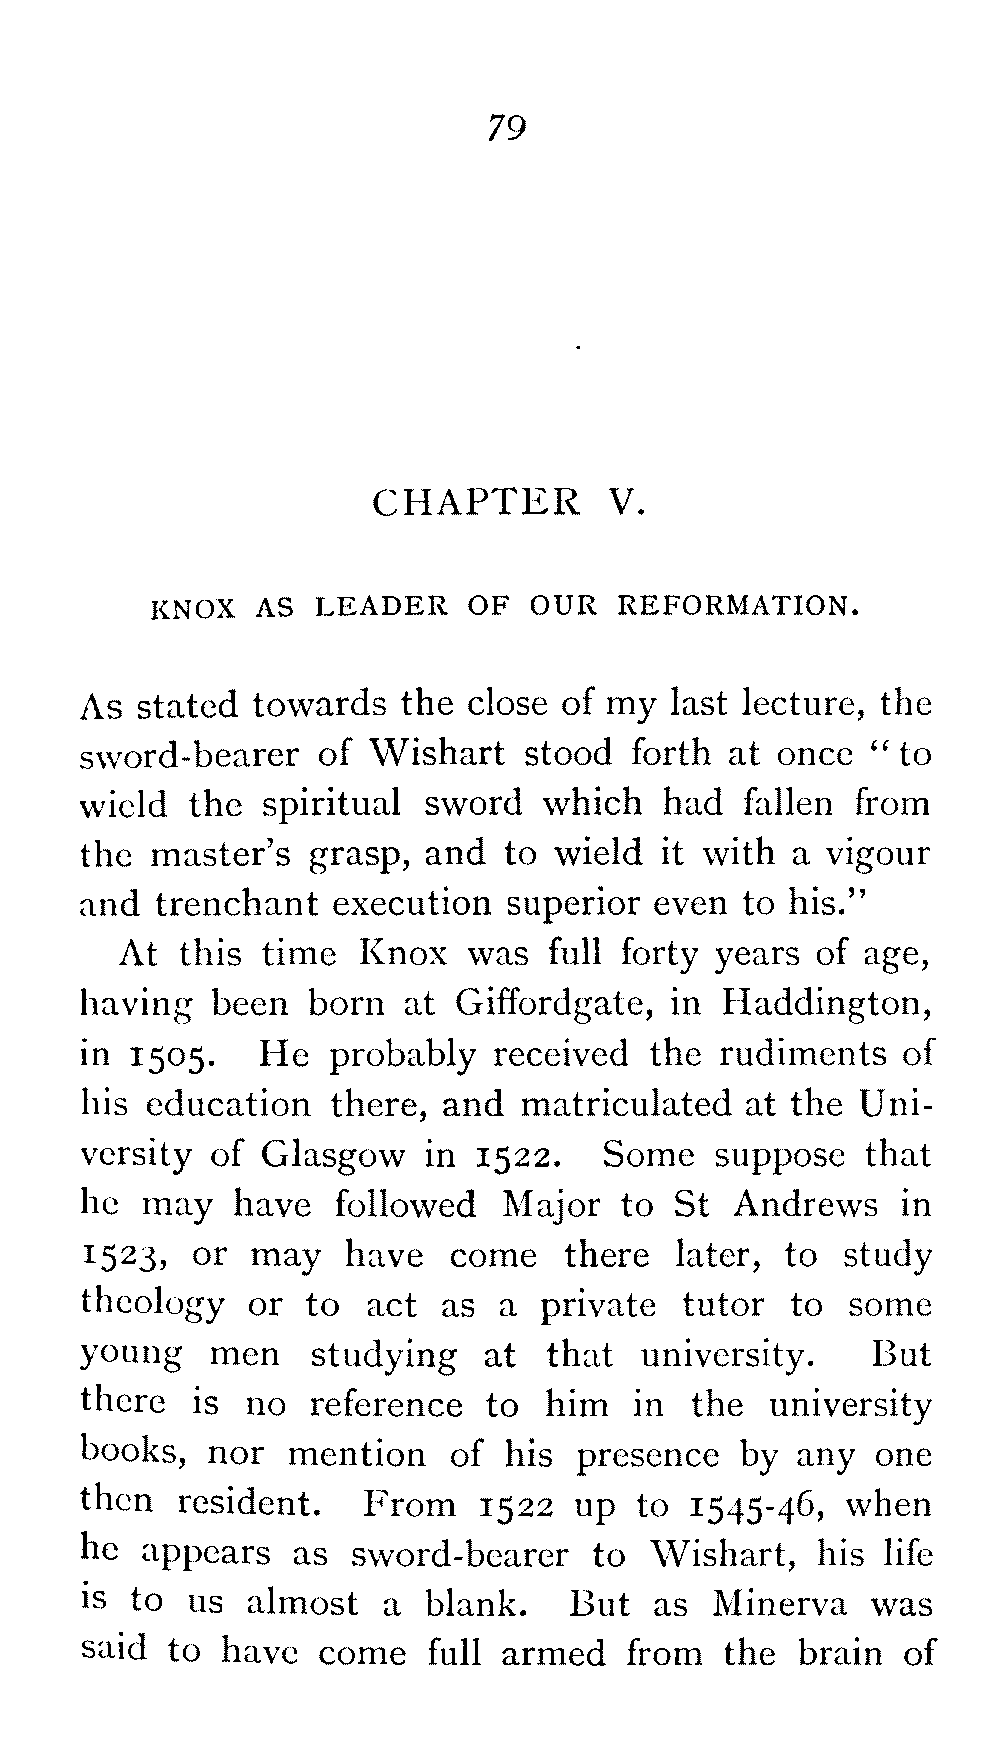 79
CHAPTER V.
KNOX AS LEADER OF OUR REFORMATION.
As stated towards the close of my last lecture, the
sword-bearer of Wishart stood forth at once "to
wield the spiritual sword which had fallen from
the master's grasp, and to wield it with a vigour
and trenchant execution superior even to his."
At this time Knox was full forty years of age,
having been born at Giffordgate, in Haddington,
in 1505. He probably received the rudiments of
his education there, and matriculated at the Uni-
versity of Glasgow in 1522. Some suppose that
he may have followed Major to St Andrews in
1523, or may have come there later, to study
theology or to act as a private tutor to some
young men studying at that university. But
there is no reference to him in the university
books, nor mention of his presence by any one
then resident. From 1522 up to 1545-46, when
he appears as sword-bearer to Wishart, his life
is to us almost a blank. But as Minerva was
said to have come full armed from the brain of